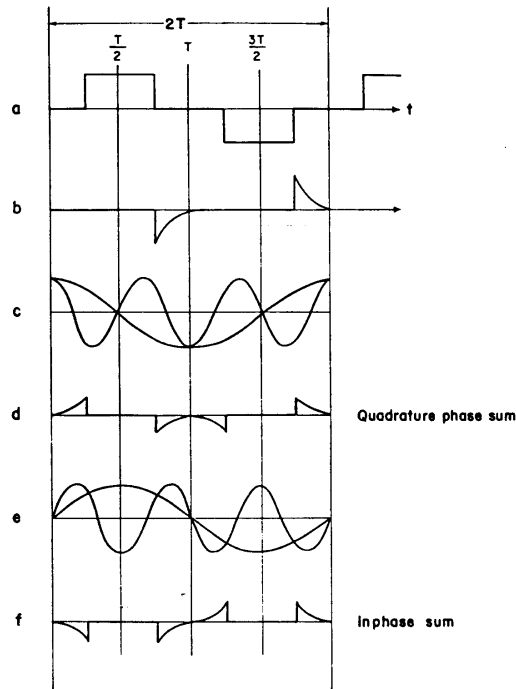 2T
T/2 T 3T/2
a t
b
c
d Quadrature phase sum
e
f Inphase sum